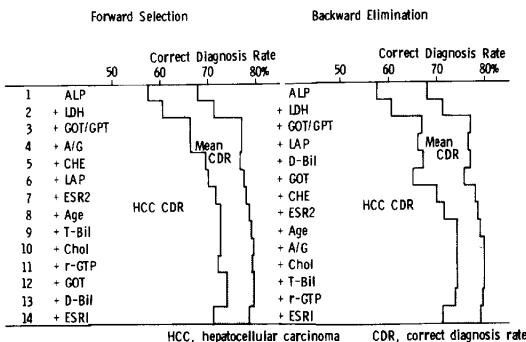 Forward Selection Backward Elimination
Correct Diagnosis Rate Correct Diagnosis Rate
50 60 70 80% 50 60 70 80%
1 ALP ALP
2 + LDH + LDH
3 + GOT/GPT + GOT/GPT
4 + A/G Mean + LAP Mean
5 + CHE CDR + D-Bil CDR
6 + LAP + GOT
7 + ESR2 HCC CDR + CHE HCC CDR
8 + Age + ESR2
9 + T-Bil + Age
10 + Chol + A/G
11 + r-GTP + Chol
12 + GOT + T-Bil
13 + D-Bil + r-GTP
14 + ESRI + ESRI
HCC, hepatocellular carcinoma CDR, correct diagnosis rate